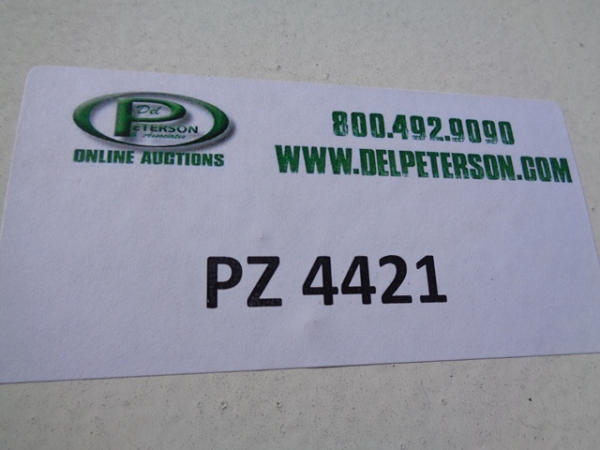 Del
PETERSON
& Associates
ONLINE AUCTIONS
800.492.9090
WWW.DELPETERSON.COM
PZ 4421